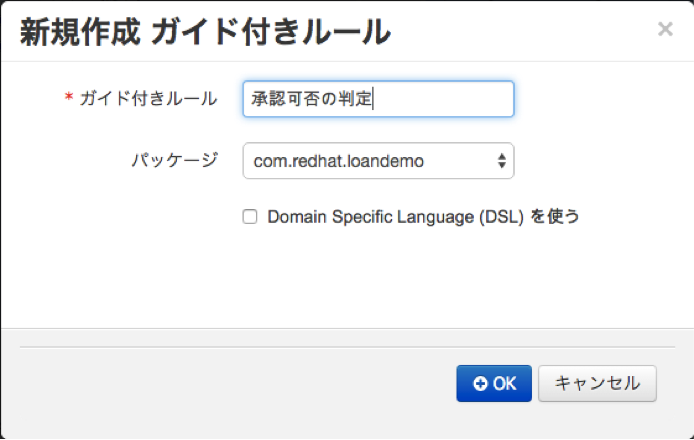 新規作成 ガイド付きルール
×
* ガイド付きルール 承認可否の判定
パッケージ com.redhat.loandemo
Domain Specific Language (DSL) を使う
OK キャンセル